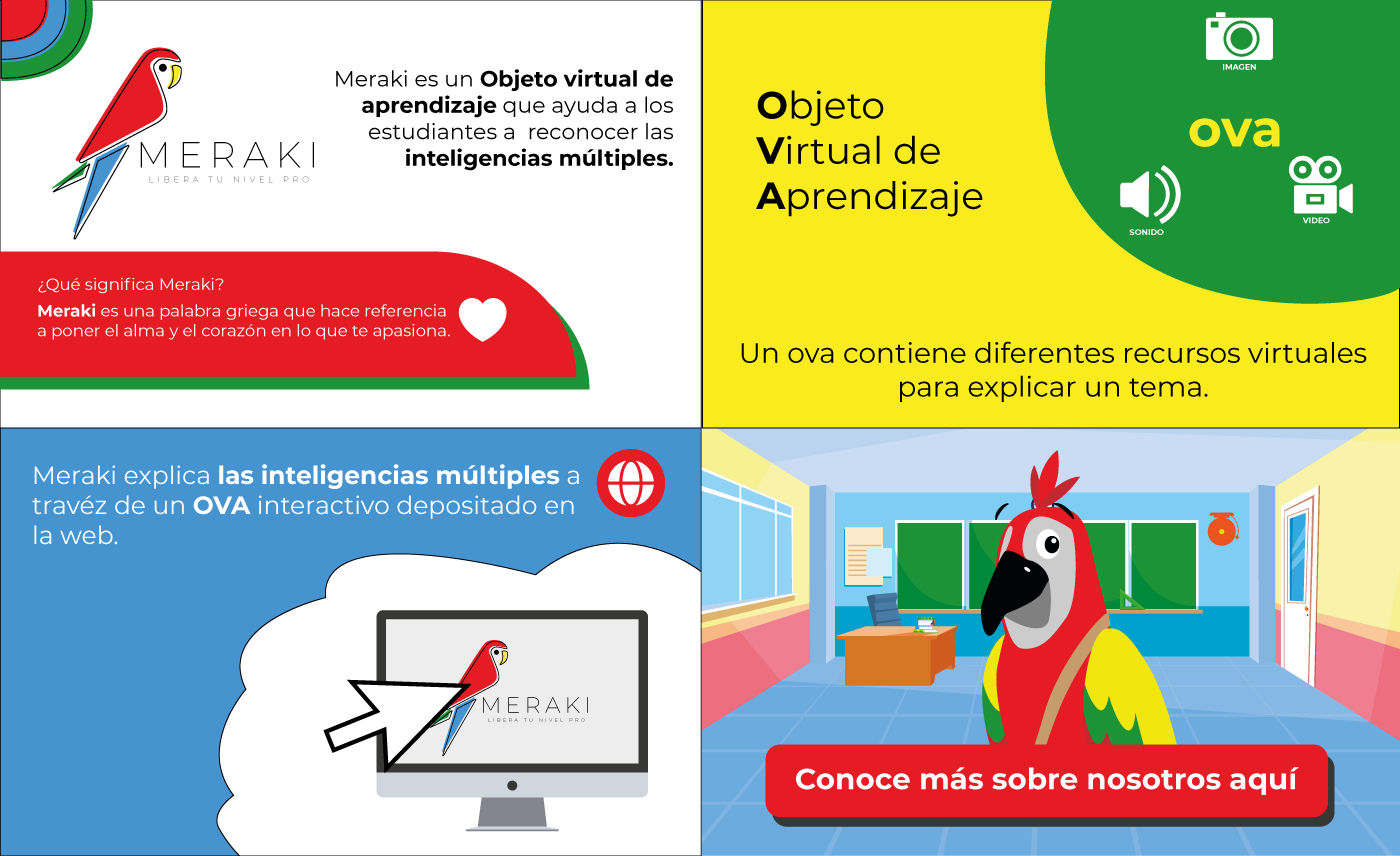 MERAKI
LIBERA TU NIVEL PRO
Meraki es un Objeto virtual de
aprendizaje que ayuda a los
estudiantes a reconocer las
inteligencias múltiples.
¿Qué significa Meraki?
Meraki es una palabra griega que hace referencia
a poner el alma y el corazón en lo que te apasiona.
Objeto
Virtual de
Aprendizaje
IMAGEN
ova
SONIDO
VIDEO
Un ova contiene diferentes recursos virtuales
para explicar un tema.
Meraki explica las inteligencias múltiples a
travéz de un OVA interactivo depositado en
la web.
MERAKI
LIBERA TU NIVEL PRO
Conoce más sobre nosotros aquí